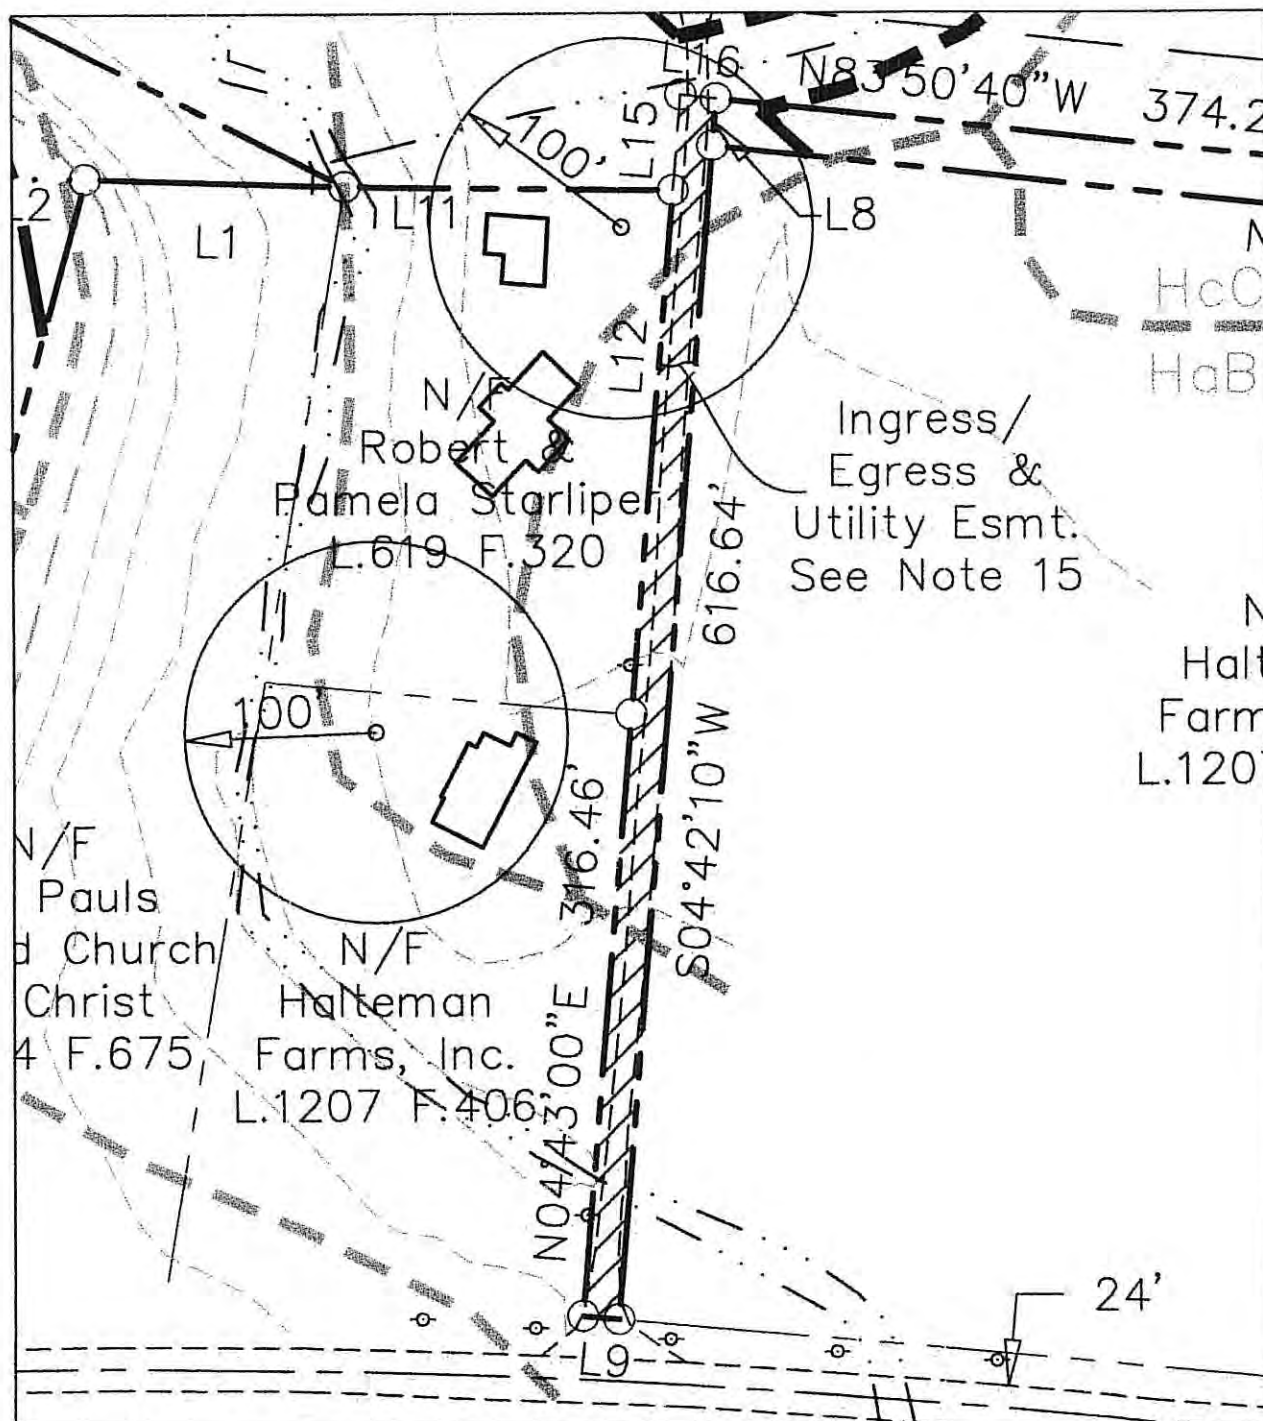 L16
N83°50'40"W
374.2
100'
L15
L2
L1
L11
L8
N
HcC
HaB
L12
N/F
Robert &
Pamela Starliper
L.619 F.320
Ingress/
Egress &
Utility Esmt.
See Note 15
616.64'
S04°42'10"W
N
Halt
Farm
L.1207
100'
316.46'
N04°43'00"E
N/F
Pauls
d Church
Christ
4 F.675
N/F
Halteman
Farms, Inc.
L.1207 F.406
24'
L9